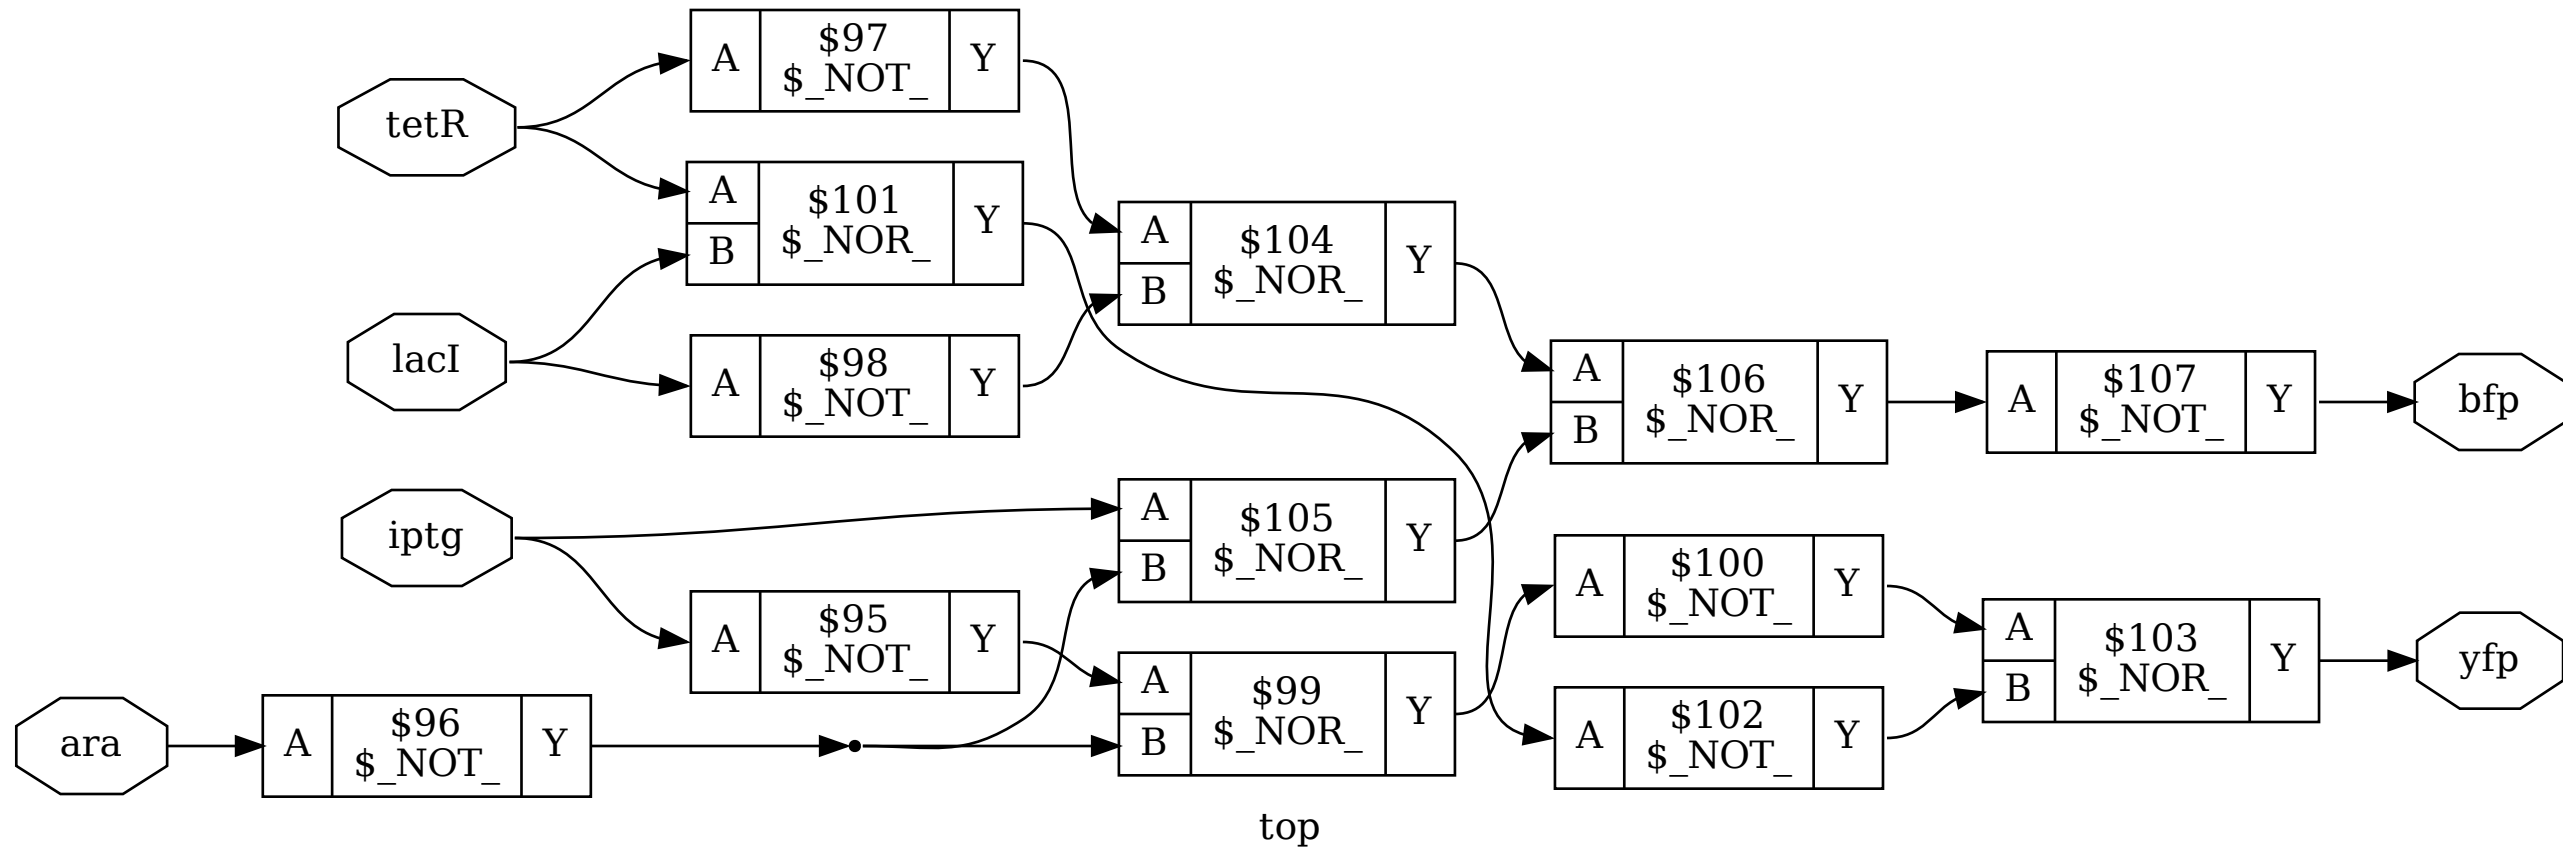 A
$97
$_NOT_
Y
tetR
A
B
$101
$_NOR_
Y
lacI
A
$98
$_NOT_
Y
A
B
$104
$_NOR_
Y
A
B
$106
$_NOR_
Y
A
$107
$_NOT_
Y
bfp
iptg
A
B
$105
$_NOR_
Y
A
$95
$_NOT_
Y
A
$100
$_NOT_
Y
ara
A
$96
$_NOT_
Y
A
B
$99
$_NOR_
Y
A
$102
$_NOT_
Y
A
B
$103
$_NOR_
Y
yfp
top